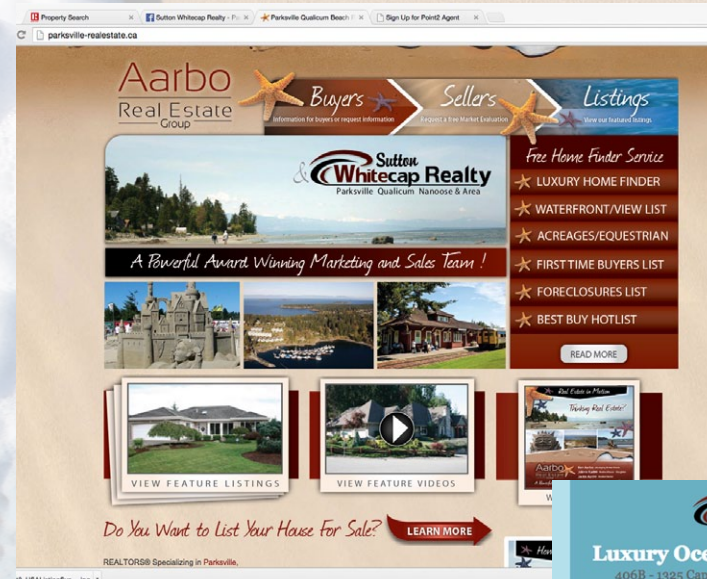 Property Search
Sutton Whitecap Realty - Pa
Parksville Qualicum Beach
Sign Up for Point2 Agent
parksville-realestate.ca
Aarbo
Real Estate
Group
Buyers
Information for buyers or request information
Sellers
Request a free Market Evaluation
Listings
View our featured listings
& Sutton
Whitecap Realty
Parksville Qualicum Nanoose & Area
A Powerful Award Winning Marketing and Sales Team !
Free Home Finder Service
LUXURY HOME FINDER
WATERFRONT/VIEW LIST
ACREAGES/EQUESTRIAN
FIRST TIME BUYERS LIST
FORECLOSURES LIST
BEST BUY HOTLIST
READ MORE
VIEW FEATURE LISTINGS
VIEW FEATURE VIDEOS
Real Estate in Motion
Thinking Real Estate?
Aarbo
W
Do You Want to List Your House For Sale?
LEARN MORE
REALTORS® Specializing in Parksville,
Luxury Oce
406B - 1325